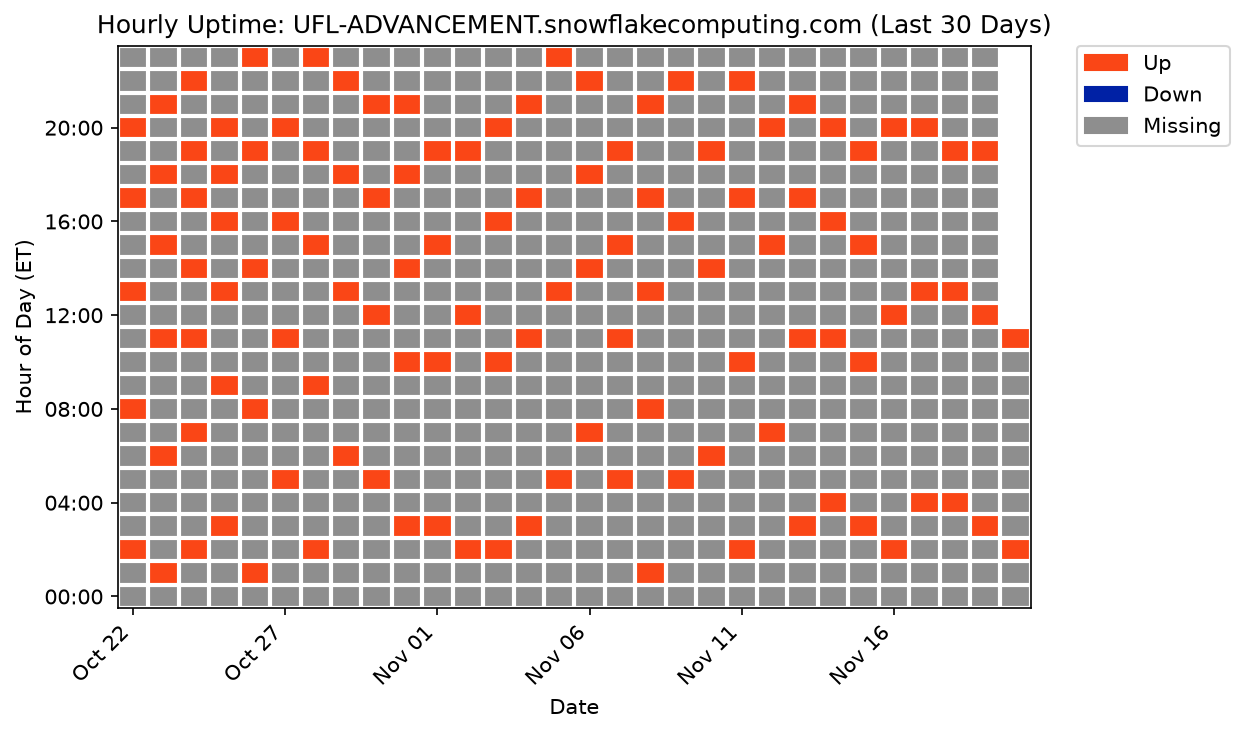 Hourly Uptime: UFL-ADVANCEMENT.snowflakecomputing.com (Last 30 Days)
Up
Down
Missing
20:00
16:00
12:00
08:00
04:00
00:00
Hour of Day (ET)
Oct 22
Oct 27
Nov 01
Nov 06
Nov 11
Nov 16
Date